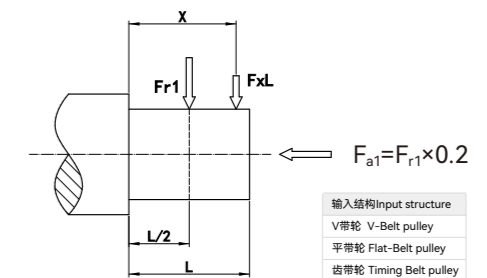 X
Fr1
FxL
Fa1=Fr1×0.2
L/2
L
输入结构Input structure
V带轮 V-Belt pulley
平带轮 Flat-Belt pulley
齿带轮 Timing Belt pulley